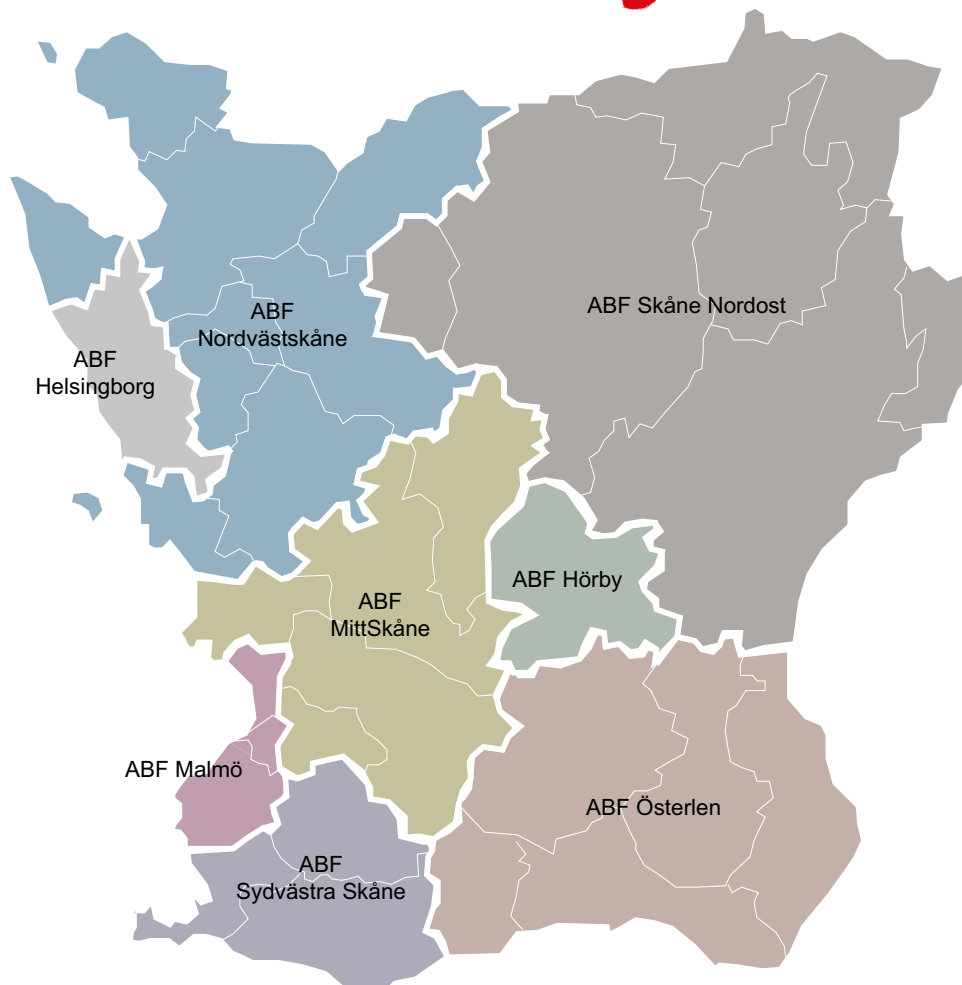 ABF Skåne Nordost
ABF
Nordvästskåne
ABF
Helsingborg
ABF Hörby
ABF
MittSkåne
ABF Malmö
ABF Österlen
ABF
Sydvästra Skåne